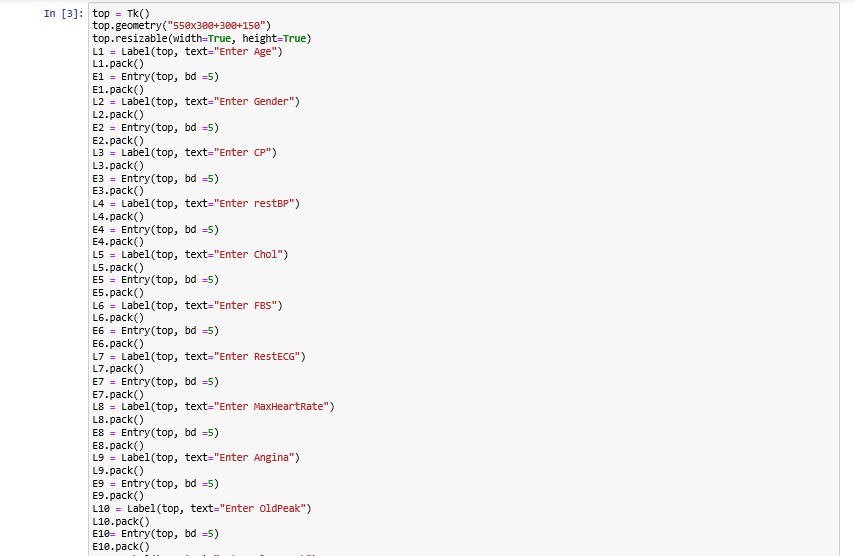 In [3]: top = Tk()
top.geometry("550x300+300+150")
top.resizable(width=True, height=True)
L1 = Label(top, text="Enter Age")
L1.pack()
E1 = Entry(top, bd =5)
E1.pack()
L2 = Label(top, text="Enter Gender")
L2.pack()
E2 = Entry(top, bd =5)
E2.pack()
L3 = Label(top, text="Enter CP")
L3.pack()
E3 = Entry(top, bd =5)
E3.pack()
L4 = Label(top, text="Enter restBP")
L4.pack()
E4 = Entry(top, bd =5)
E4.pack()
L5 = Label(top, text="Enter Chol")
L5.pack()
E5 = Entry(top, bd =5)
E5.pack()
L6 = Label(top, text="Enter FBS")
L6.pack()
E6 = Entry(top, bd =5)
E6.pack()
L7 = Label(top, text="Enter RestECG")
L7.pack()
E7 = Entry(top, bd =5)
E7.pack()
L8 = Label(top, text="Enter MaxHeartRate")
L8.pack()
E8 = Entry(top, bd =5)
E8.pack()
L9 = Label(top, text="Enter Angina")
L9.pack()
E9 = Entry(top, bd =5)
E9.pack()
L10 = Label(top, text="Enter OldPeak")
L10.pack()
E10= Entry(top, bd =5)
E10.pack()